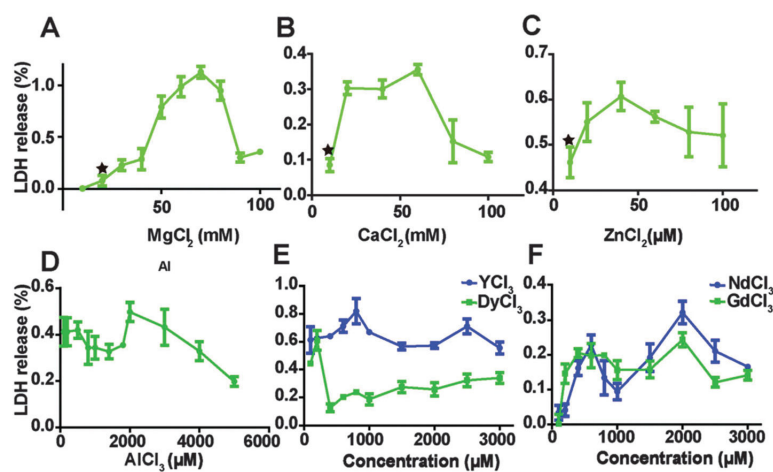 A
B
C
LDH release (%)
1.0
0.5
0.0
50
100
MgCl2 (mM)
0.4
0.3
0.2
0.1
0.0
50
100
CaCl2 (mM)
0.7
0.6
0.5
0.4
50
100
ZnCl2(µM)
D
E
F
Al
LDH release (%)
0.6
0.4
0.2
0.0
0
2000
4000
6000
AlCl3 (µM)
YCl3
DyCl3
1.0
0.8
0.6
0.4
0.2
0.0
0
1000
2000
3000
Concentration (µM)
NdCl3
GdCl3
0.4
0.3
0.2
0.1
0.0
0
1000
2000
3000
Concentration (µM)